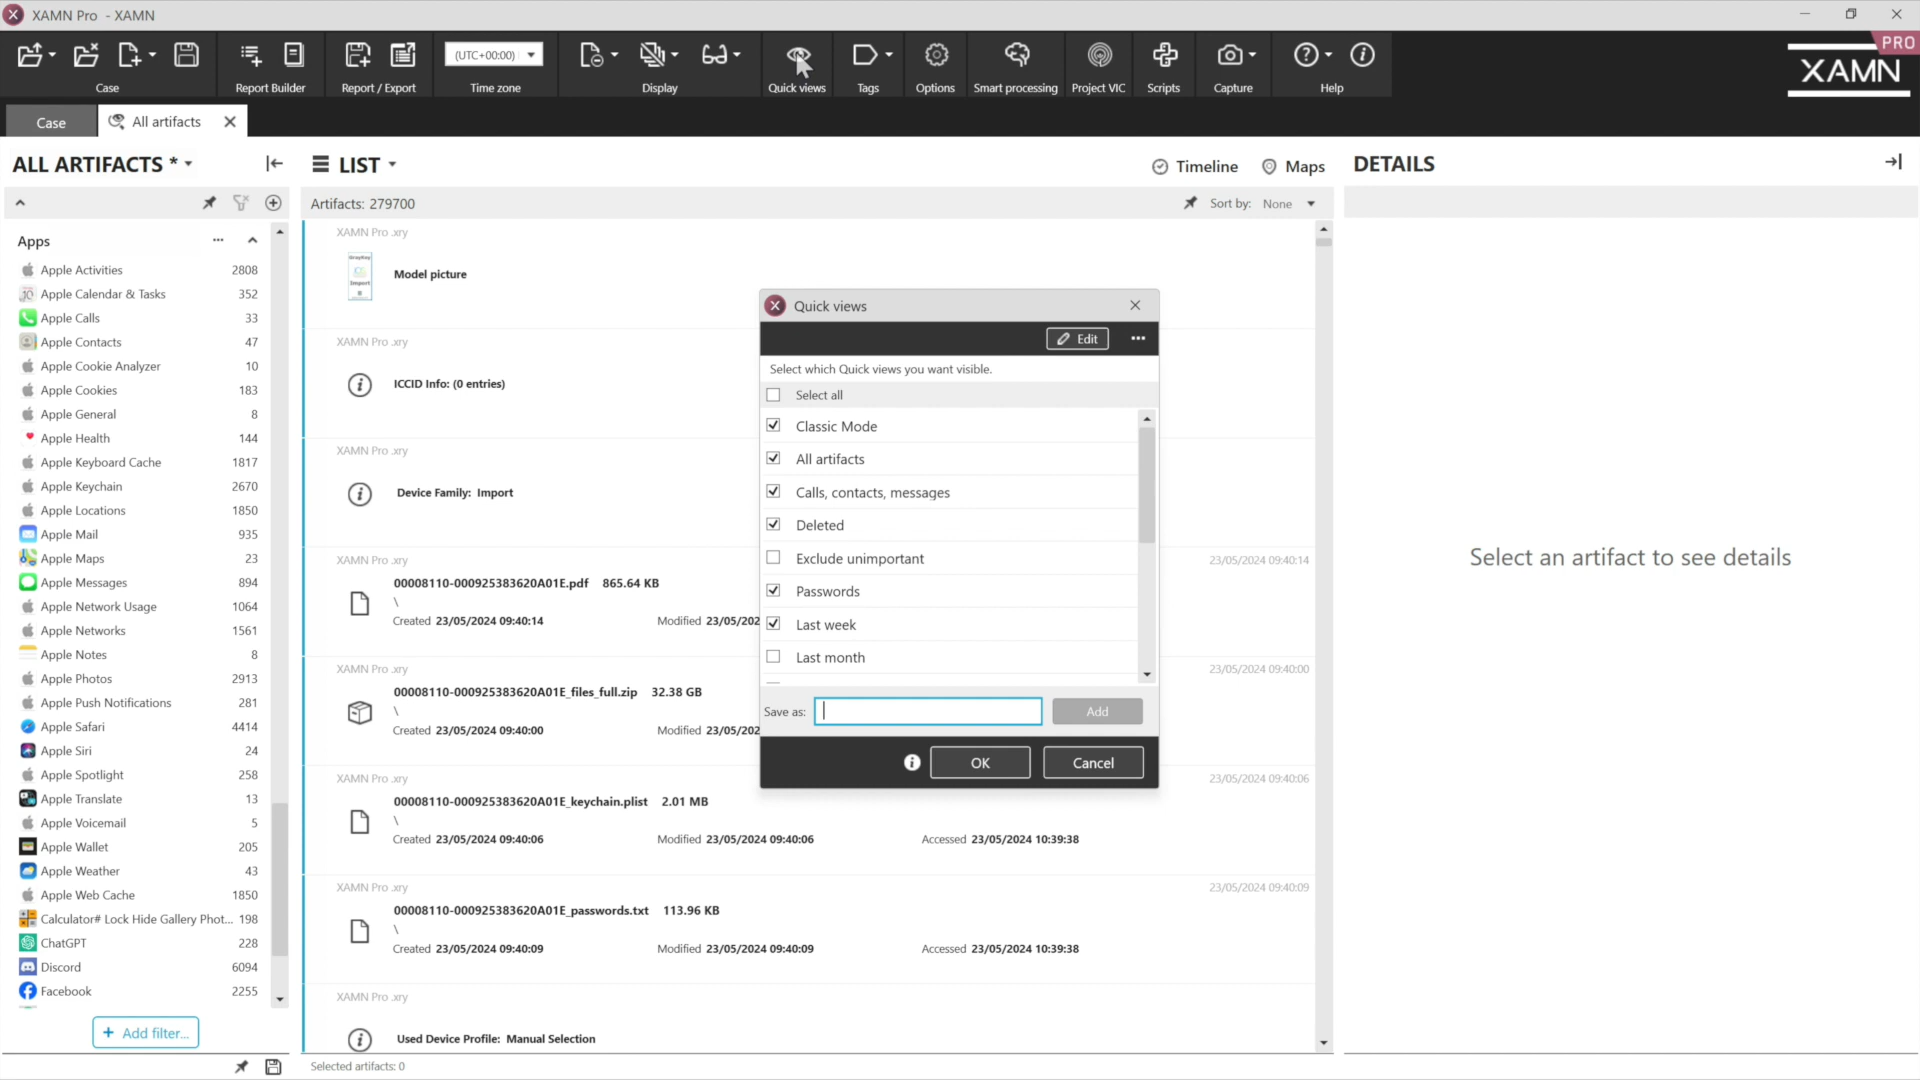 XAMN Pro - XAMN
(UTC+00:00)
Case
Report Builder
Report / Export
Time zone
Display
Quick views
Tags
Options
Smart processing
Project VIC
Scripts
Capture
Help
PRO
XAMN
Case
All artifacts
ALL ARTIFACTS *
LIST
Timeline
Maps
DETAILS
Artifacts: 279700
Sort by: None
Apps
Apple Activities 2808
Apple Calendar & Tasks 352
Apple Calls 33
Apple Contacts 47
Apple Cookie Analyzer 10
Apple Cookies 183
Apple General 8
Apple Health 144
Apple Keyboard Cache 1817
Apple Keychain 2670
Apple Locations 1850
Apple Mail 935
Apple Maps 23
Apple Messages 894
Apple Network Usage 1064
Apple Networks 1561
Apple Notes 8
Apple Photos 2913
Apple Push Notifications 281
Apple Safari 4414
Apple Siri 24
Apple Spotlight 258
Apple Translate 13
Apple Voicemail 5
Apple Wallet 205
Apple Weather 43
Apple Web Cache 1850
Calculator# Lock Hide Gallery Phot... 198
ChatGPT 228
Discord 6094
Facebook 2255
+ Add filter...
XAMN Pro .xry
Model picture
XAMN Pro .xry
ICCID Info: (0 entries)
XAMN Pro .xry
Device Family: Import
XAMN Pro .xry 23/05/2024 09:40:14
00008110-000925383620A01E.pdf 865.64 KB
\
Created 23/05/2024 09:40:14 Modified 23/05/202
XAMN Pro .xry 23/05/2024 09:40:00
00008110-000925383620A01E_files_full.zip 32.38 GB
\
Created 23/05/2024 09:40:00 Modified 23/05/202
XAMN Pro .xry 23/05/2024 09:40:06
00008110-000925383620A01E_keychain.plist 2.01 MB
\
Created 23/05/2024 09:40:06 Modified 23/05/2024 09:40:06 Accessed 23/05/2024 10:39:38
XAMN Pro .xry 23/05/2024 09:40:09
00008110-000925383620A01E_passwords.txt 113.96 KB
\
Created 23/05/2024 09:40:09 Modified 23/05/2024 09:40:09 Accessed 23/05/2024 10:39:38
XAMN Pro .xry
Used Device Profile: Manual Selection
Selected artifacts: 0
Quick views
Edit
Select which Quick views you want visible.
Select all
Classic Mode
All artifacts
Calls, contacts, messages
Deleted
Exclude unimportant
Passwords
Last week
Last month
Save as:
Add
OK
Cancel
Select an artifact to see details